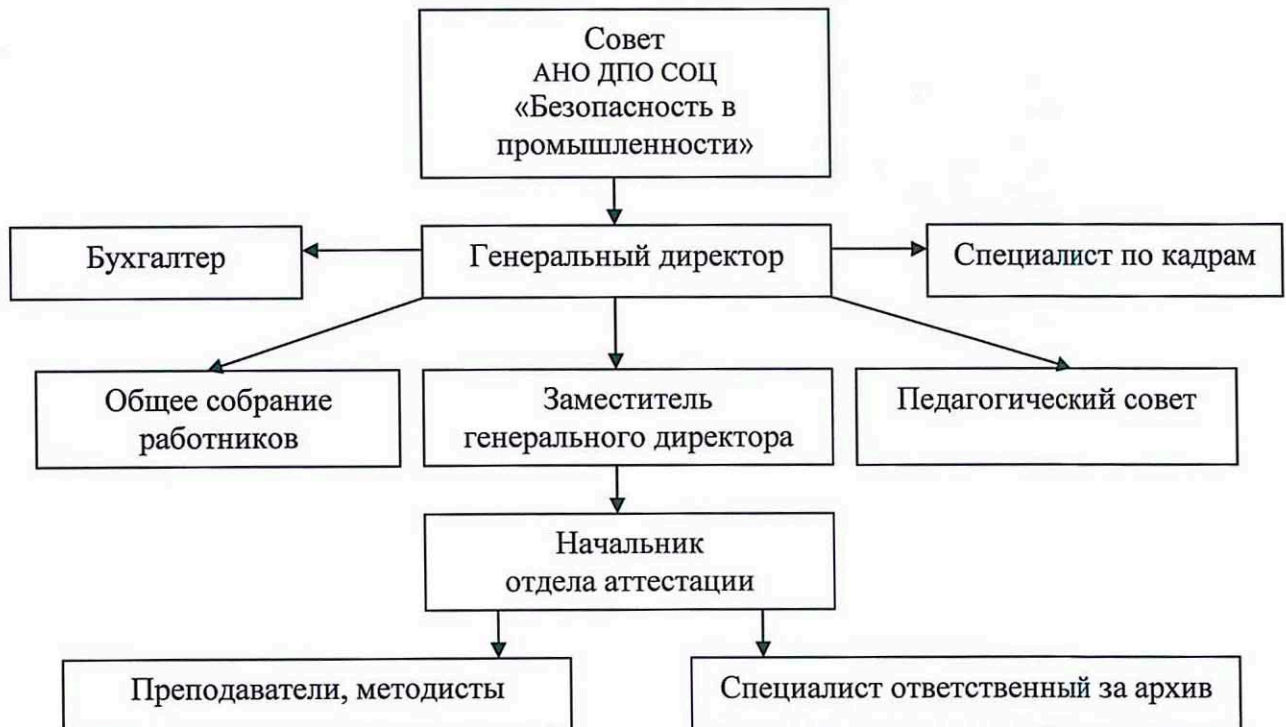 Совет
АНО ДПО СОЦ
«Безопасность в
промышленности»
Бухгалтер
Генеральный директор
Специалист по кадрам
Общее собрание
работников
Заместитель
генерального директора
Педагогический совет
Начальник
отдела аттестации
Преподаватели, методисты
Специалист ответственный за архив